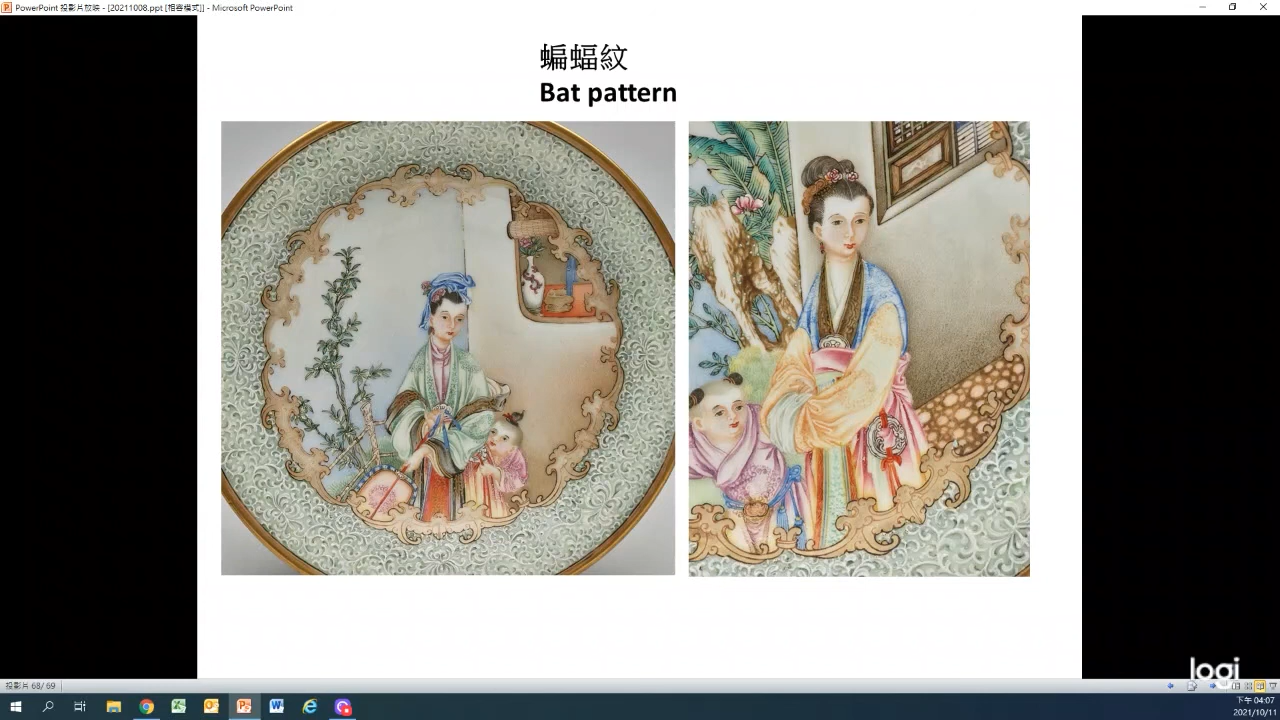 PowerPoint 投影片放映 - [20211008.ppt [相容模式]] - Microsoft PowerPoint
蝙蝠紋
Bat pattern
logi
投影片 68/ 69
下午 04:07
2021/10/11